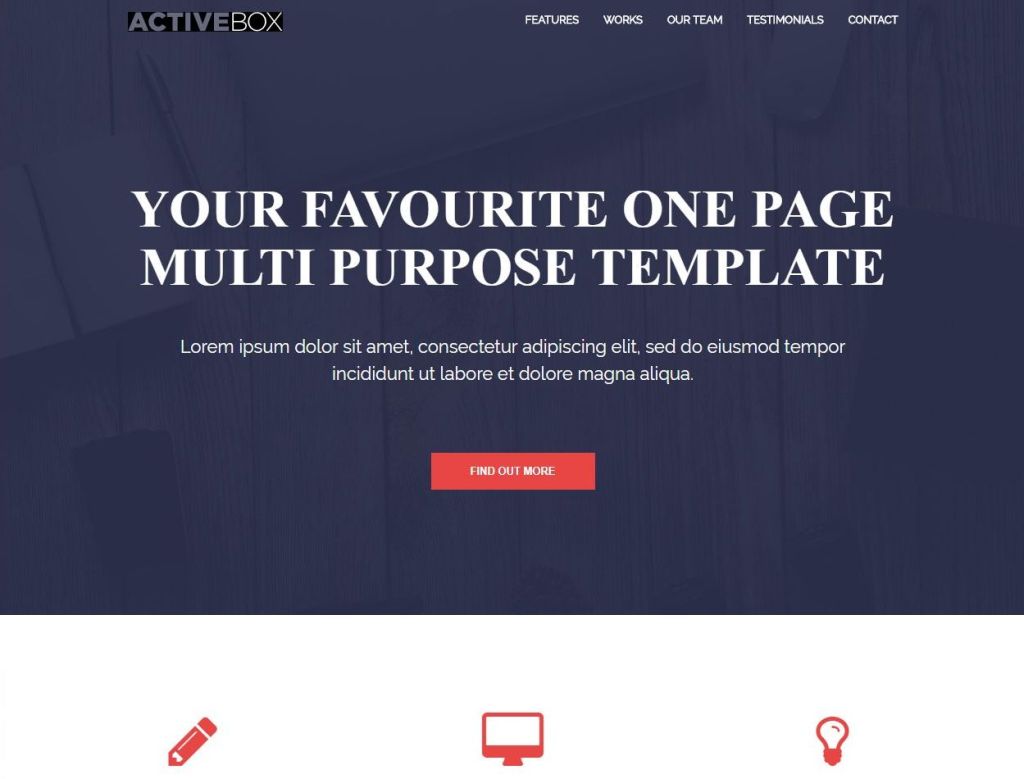 ACTIVEBOX
FEATURES WORKS OUR TEAM TESTIMONIALS CONTACT
YOUR FAVOURITE ONE PAGE
MULTI PURPOSE TEMPLATE
Lorem ipsum dolor sit amet, consectetur adipiscing elit, sed do eiusmod tempor
incididunt ut labore et dolore magna aliqua.
FIND OUT MORE